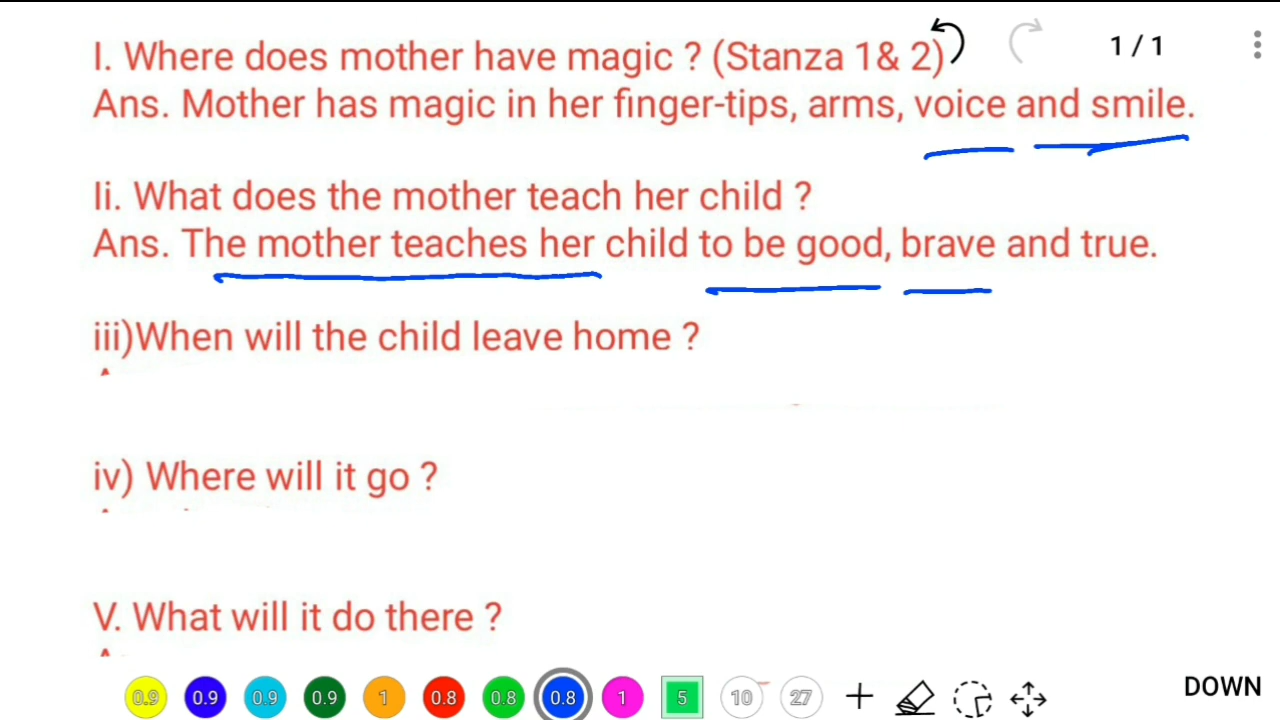 I. Where does mother have magic ? (Stanza 1& 2)
1 / 1
Ans. Mother has magic in her finger-tips, arms, voice and smile.
Ii. What does the mother teach her child ?
Ans. The mother teaches her child to be good, brave and true.
iii)When will the child leave home ?
iv) Where will it go ?
V. What will it do there ?
0.9 0.9 0.9 0.9 1 0.8 0.8 0.8 1 5 10 27
DOWN